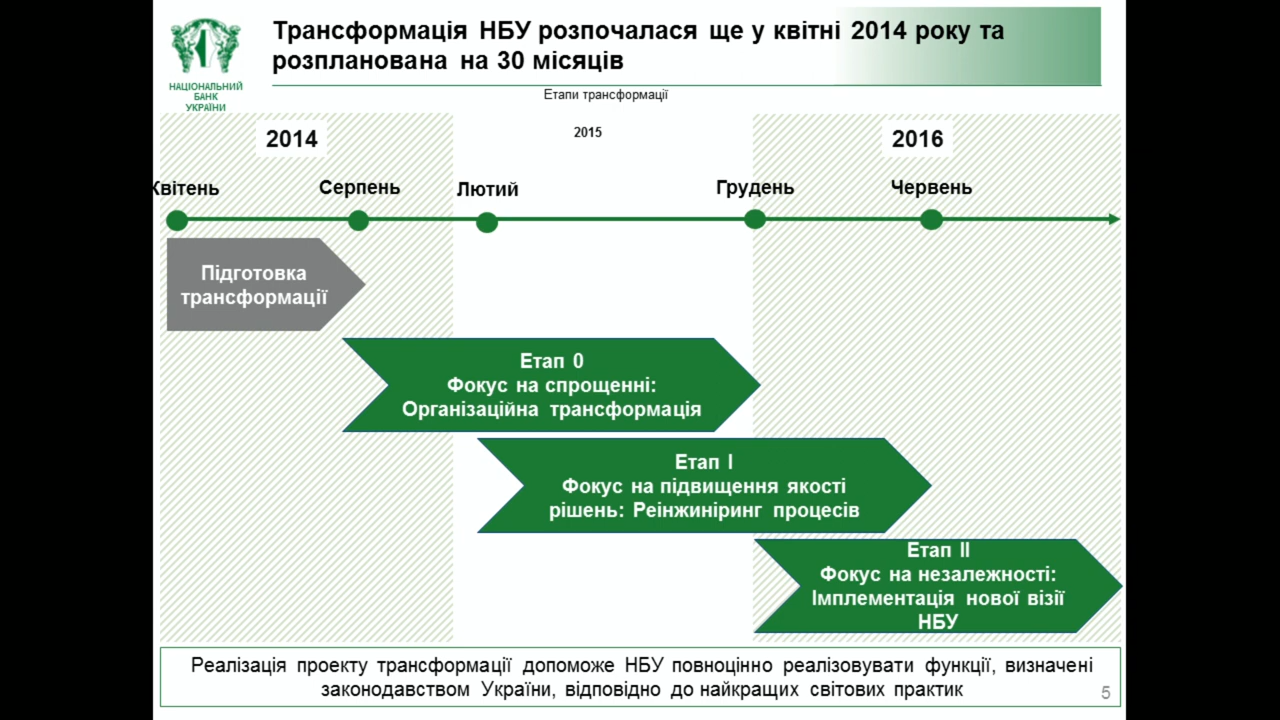 Трансформація НБУ розпочалася ще у квітні 2014 року та
розпланована на 30 місяців
НАЦІОНАЛЬНИЙ
БАНК
УКРАЇНИ
Етапи трансформації
2014
2015
2016
Квітень
Серпень
Лютий
Грудень
Червень
Підготовка
трансформації
Етап 0
Фокус на спрощенні:
Організаційна трансформація
Етап I
Фокус на підвищення якості
рішень: Реінжиніринг процесів
Етап II
Фокус на незалежності:
Імплементація нової візії
НБУ
Реалізація проекту трансформації допоможе НБУ повноцінно реалізовувати функції, визначені
законодавством України, відповідно до найкращих світових практик
5